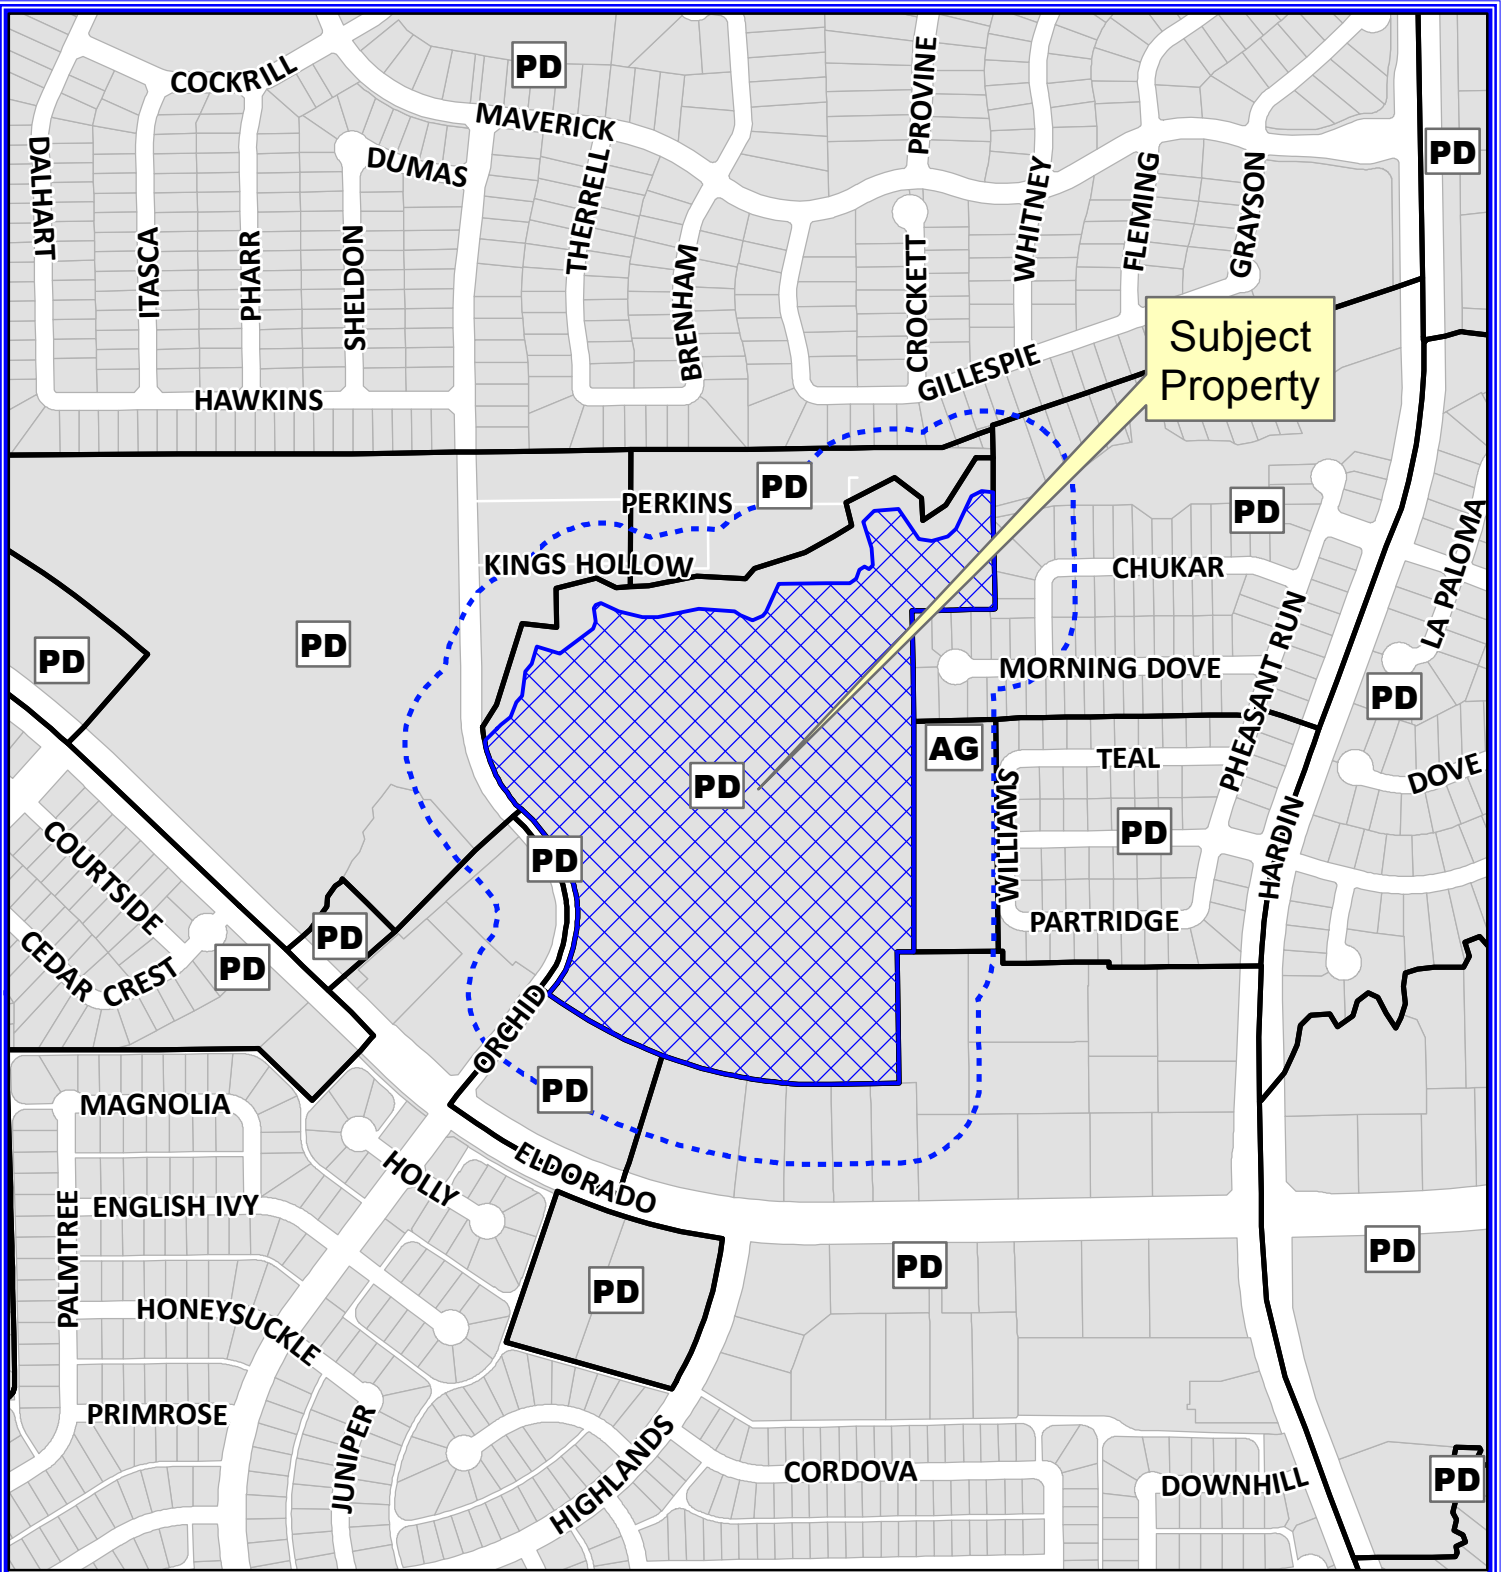 PD
COCKRILL
MAVERICK
PROVINE
DALHART
DUMAS
PD
ITASCA
PHARR
SHELDON
THERRELL
BRENHAM
CROCKETT
WHITNEY
FLEMING
GRAYSON
HAWKINS
GILLESPIE
Subject
Property
PERKINS
PD
PD
KINGS HOLLOW
CHUKAR
LA PALOMA
PD
PD
MORNING DOVE
PHEASANT RUN
PD
AG
TEAL
DOVE
PD
WILLIAMS
PD
HARDIN
COURTSIDE
PD
PARTRIDGE
CEDAR CREST
PD
PD
ORCHID
PD
MAGNOLIA
HOLLY
ELDORADO
PALMTREE
ENGLISH IVY
PD
PD
PD
HONEYSUCKLE
PRIMROSE
JUNIPER
HIGHLANDS
CORDOVA
DOWNHILL
PD